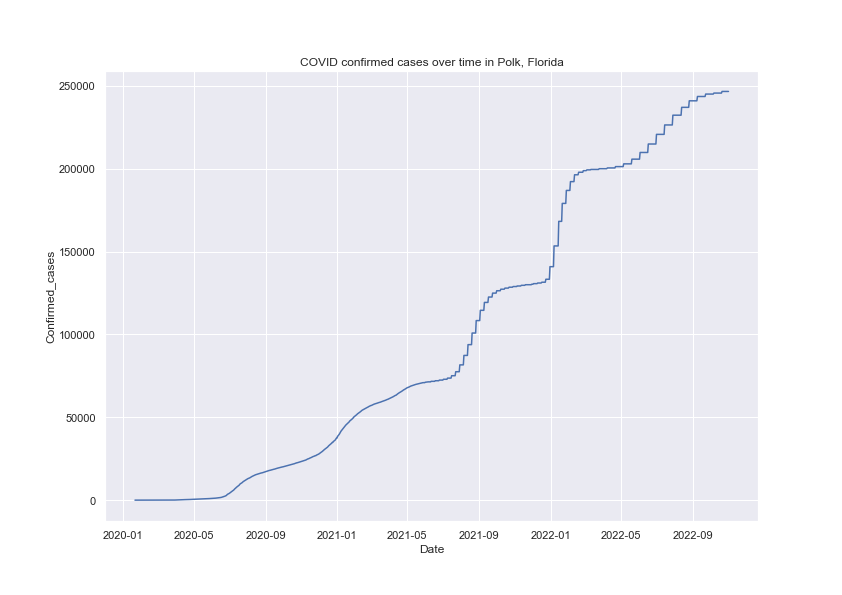 COVID confirmed cases over time in Polk, Florida
250000
200000
150000
100000
50000
0
Confirmed_cases
2020-01 2020-05 2020-09 2021-01 2021-05 2021-09 2022-01 2022-05 2022-09
Date